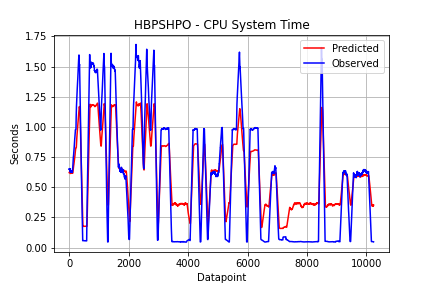 HBPSHPO - CPU System Time
Predicted
Observed
Seconds
1.75
1.50
1.25
1.00
0.75
0.50
0.25
0.00
0 2000 4000 6000 8000 10000
Datapoint